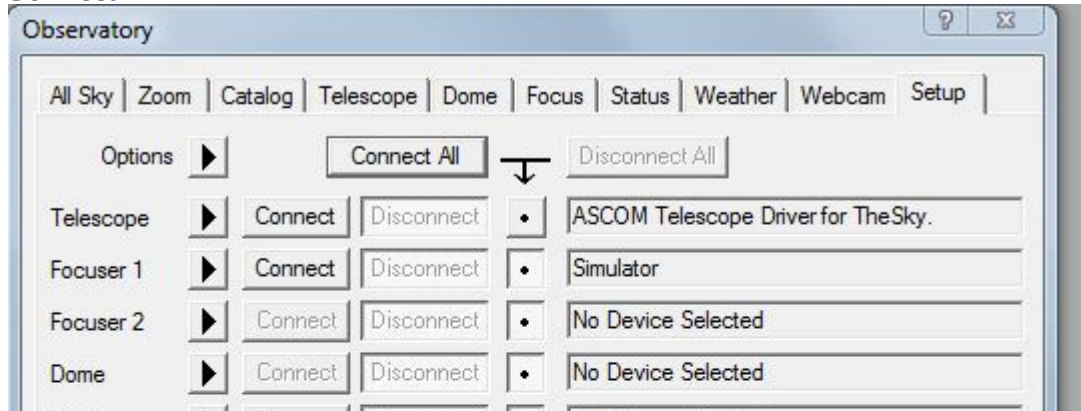 Observatory
All Sky Zoom Catalog Telescope Dome Focus Status Weather Webcam Setup
Options Connect All Disconnect All
Telescope Connect Disconnect ASCOM Telescope Driver for TheSky.
Focuser 1 Connect Disconnect Simulator
Focuser 2 Connect Disconnect No Device Selected
Dome Connect Disconnect No Device Selected